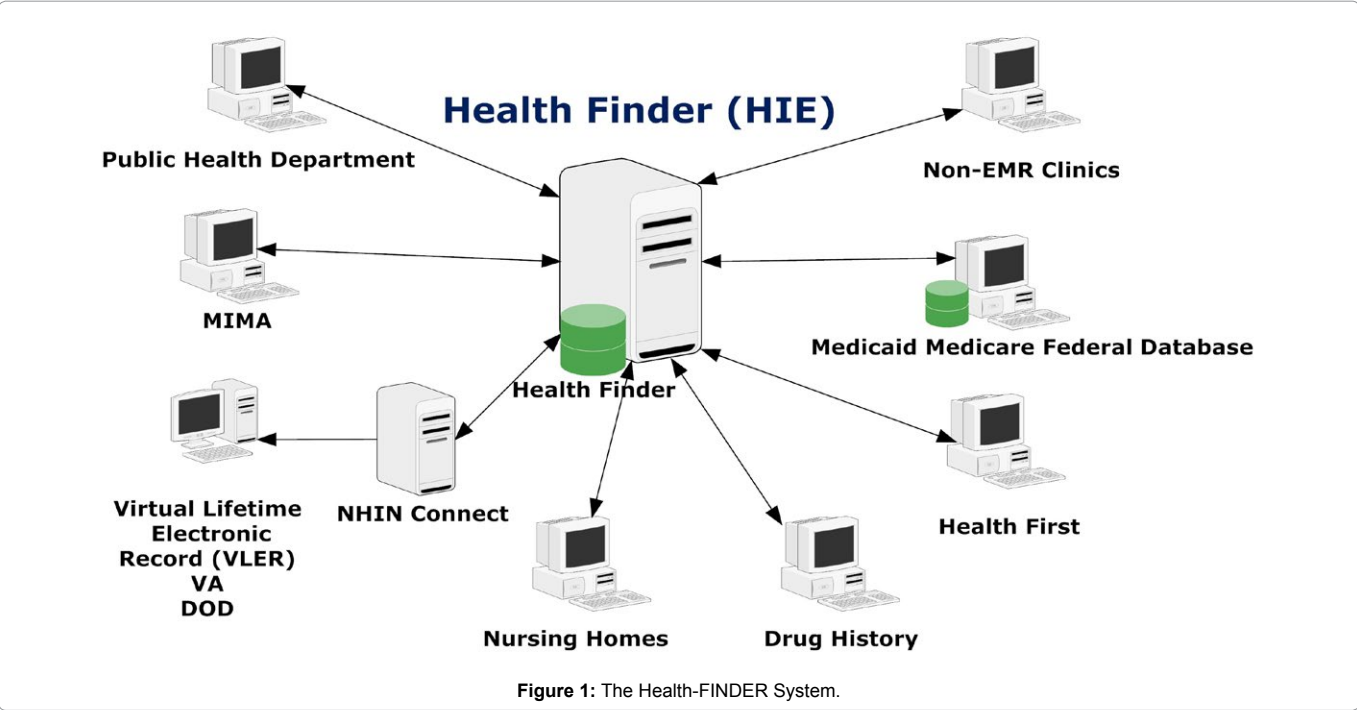 Health Finder (HIE)
Public Health Department
Non-EMR Clinics
MIMA
Medicaid Medicare Federal Database
Health Finder
Virtual Lifetime
Electronic
Record (VLER)
VA
DOD
NHIN Connect
Health First
Nursing Homes
Drug History
Figure 1: The Health-FINDER System.